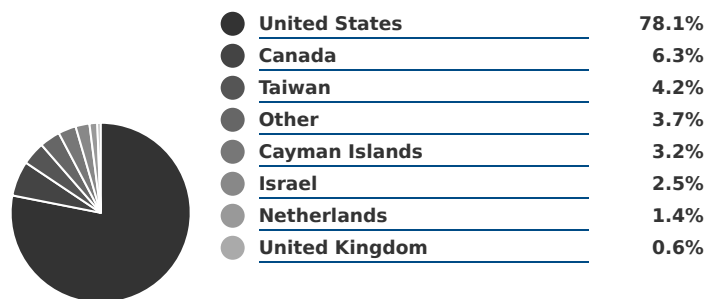 United States 78.1%
Canada 6.3%
Taiwan 4.2%
Other 3.7%
Cayman Islands 3.2%
Israel 2.5%
Netherlands 1.4%
United Kingdom 0.6%